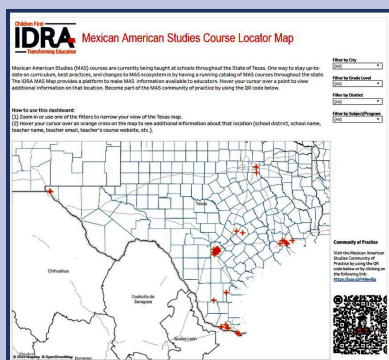 Children First
IDRA
Transforming Education
Mexican American Studies Course Locator Map
Mexican American Studies (MAS) courses are currently being taught at schools throughout the State of Texas. One way to stay up-to-
date on curriculum, best practices, and changes to MAS ecosystem is by having a running catalog of MAS courses throughout the state.
The IDRA MAS Map provides a platform to make MAS information available to educators. Hover your cursor over a point to view
additional information on that location. Become part of the MAS community of practice by using the QR code below.
How to use this dashboard:
(1) Zoom in or use one of the filters to narrow your view of the Texas map.
(2) Hover your cursor over an orange cross on the map to see additional information about that location (school district, school name,
teacher name, teacher email, teacher's course website, etc.).
Filter by City
(All)
Filter by Grade Level
(All)
Filter by District
(All)
Filter by Subject/Program
(All)
Texas
Chihuahua
Coahuila de
Zaragoza
Nuevo León
Durango
© 2025 Mapbox © OpenStreetMap
Community of Practice
Visit the Mexican American
Studies Community of
Practice by using the QR
code below or by clicking on
the following link: